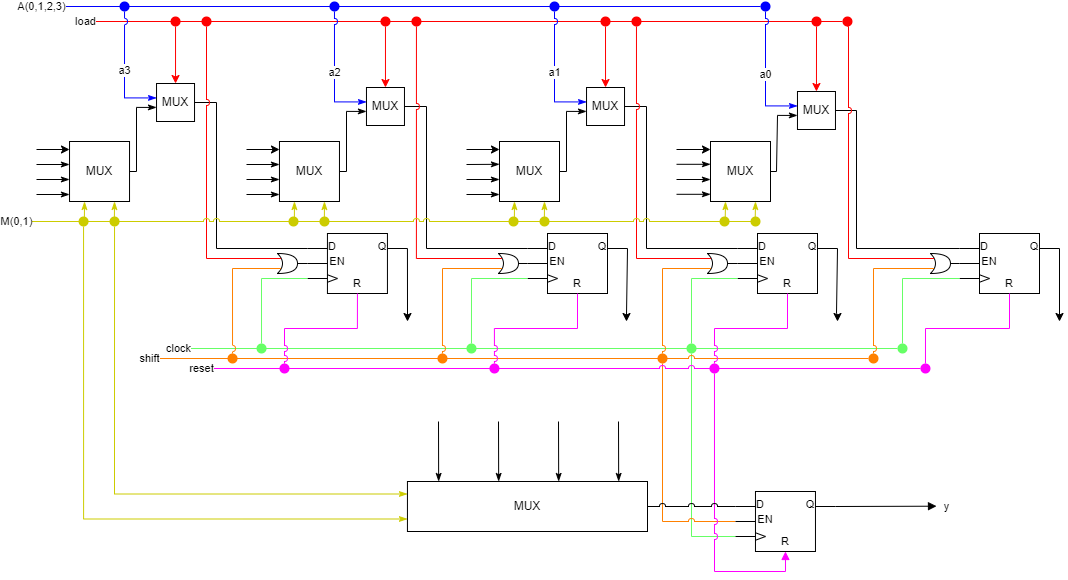 A(0,1,2,3)
load
a3
a2
a1
a0
MUX
MUX
MUX
MUX
MUX
MUX
MUX
MUX
M(0,1)
D Q
EN
R
D Q
EN
R
D Q
EN
R
D Q
EN
R
clock
shift
reset
MUX
D Q
EN
R
y